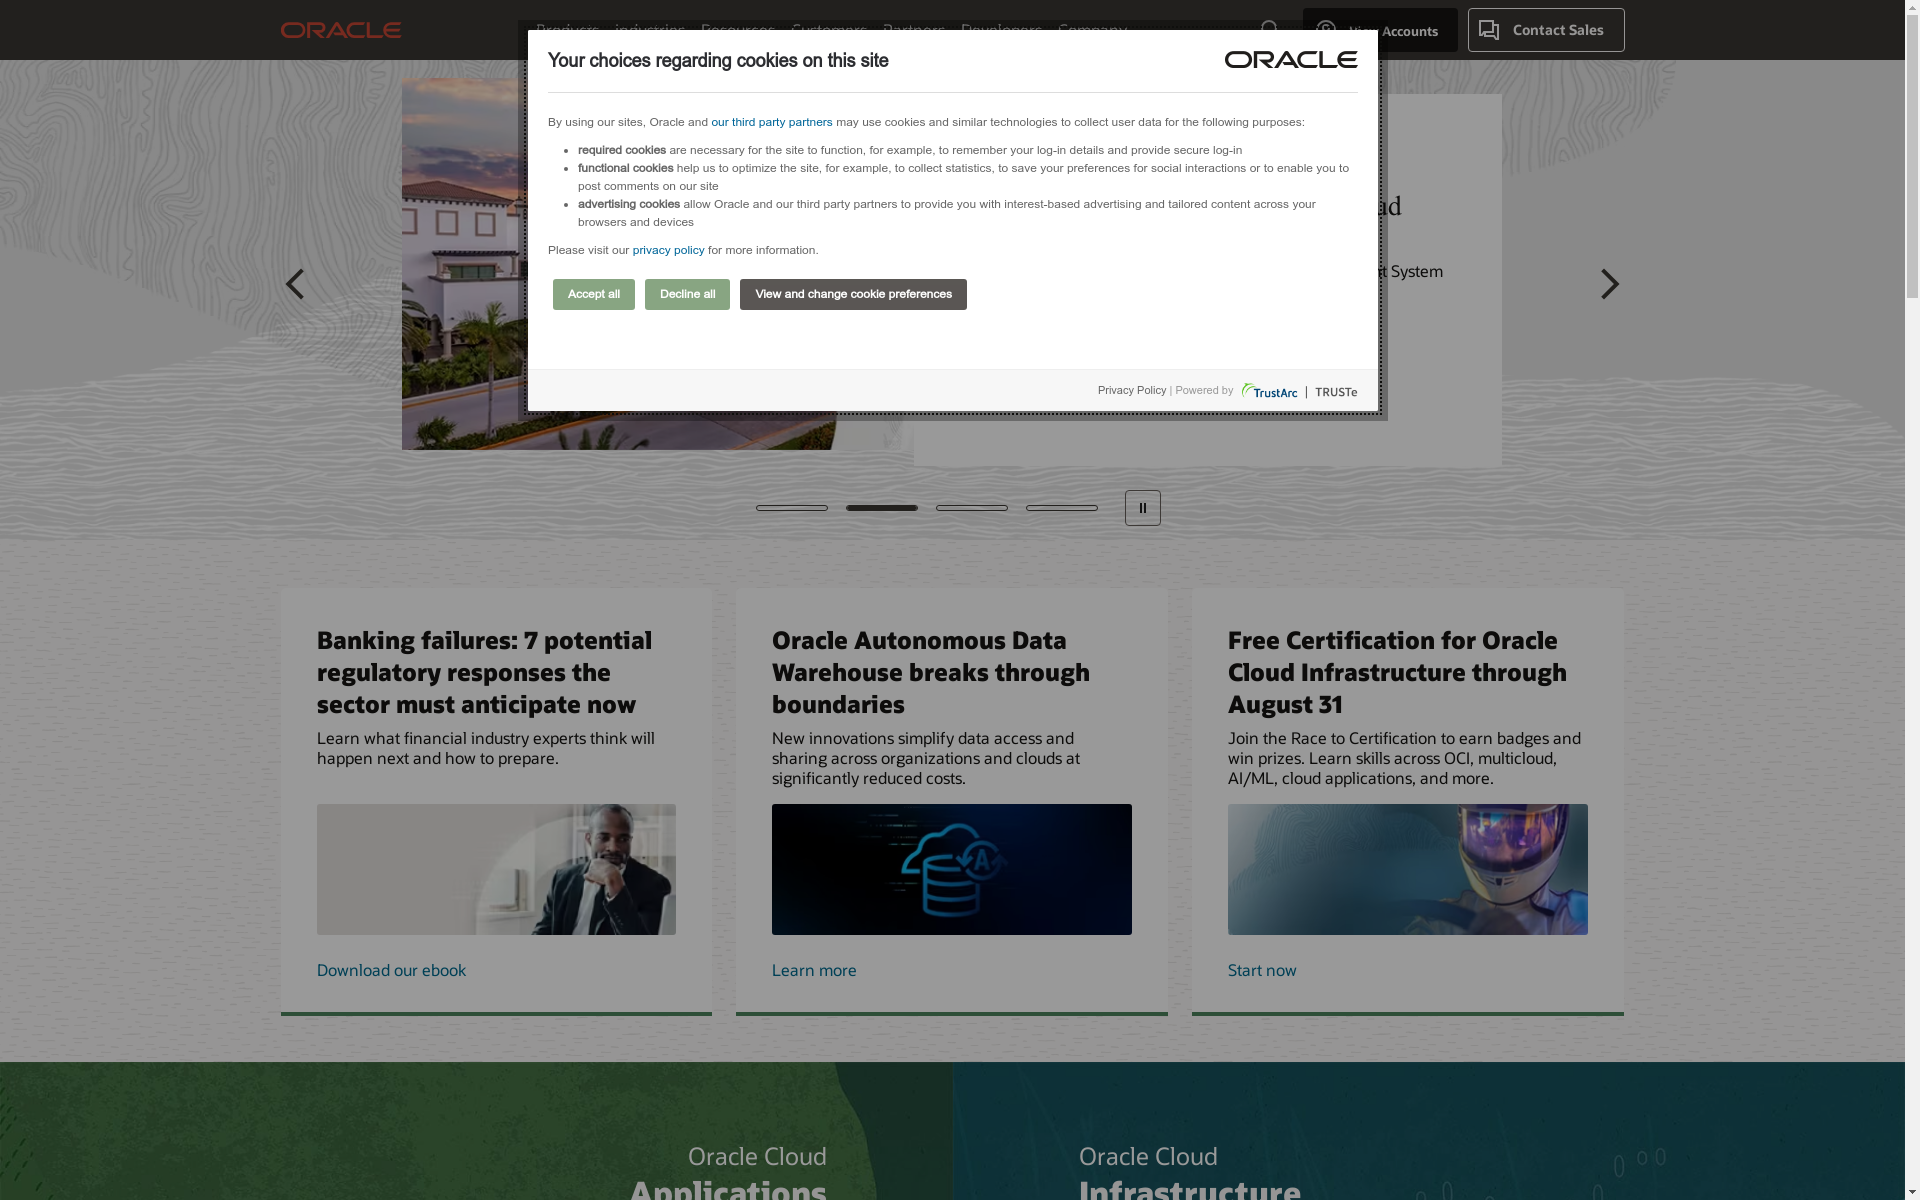 ORACLE
Products Industries Resources Customers Partners Developers Company
View Accounts
Contact Sales
Your choices regarding cookies on this site
ORACLE
By using our sites, Oracle and our third party partners may use cookies and similar technologies to collect user data for the following purposes:
required cookies are necessary for the site to function, for example, to remember your log-in details and provide secure log-in
functional cookies help us to optimize the site, for example, to collect statistics, to save your preferences for social interactions or to enable you to
post comments on our site
advertising cookies allow Oracle and our third party partners to provide you with interest-based advertising and tailored content across your
browsers and devices
Please visit our privacy policy for more information.
Accept all
Decline all
View and change cookie preferences
Privacy Policy | Powered by TrustArc | TRUSTe
System
Banking failures: 7 potential
regulatory responses the
sector must anticipate now
Learn what financial industry experts think will
happen next and how to prepare.
Download our ebook
Oracle Autonomous Data
Warehouse breaks through
boundaries
New innovations simplify data access and
sharing across organizations and clouds at
significantly reduced costs.
Learn more
Free Certification for Oracle
Cloud Infrastructure through
August 31
Join the Race to Certification to earn badges and
win prizes. Learn skills across OCI, multicloud,
AI/ML, cloud applications, and more.
Start now
Oracle Cloud
Applications
Oracle Cloud
Infrastructure